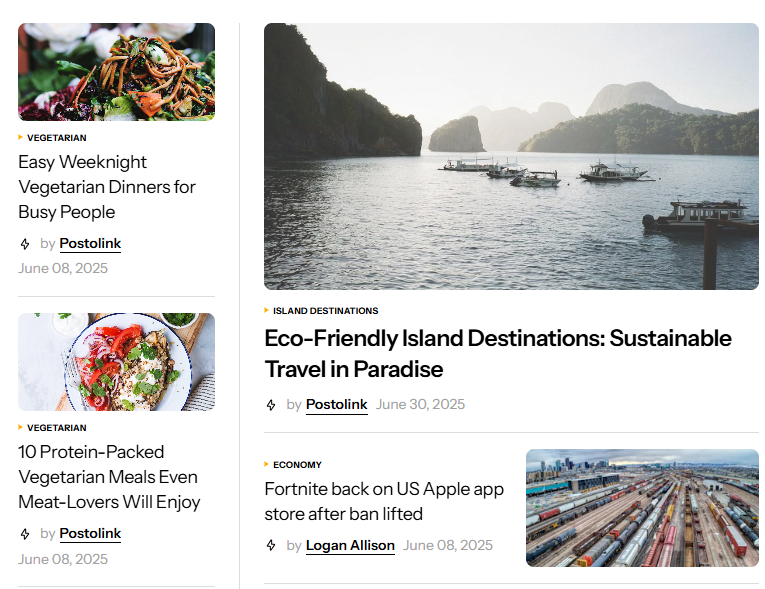 VEGETARIAN
Easy Weeknight
Vegetarian Dinners for
Busy People
by Postolink
June 08, 2025
VEGETARIAN
10 Protein-Packed
Vegetarian Meals Even
Meat-Lovers Will Enjoy
by Postolink
June 08, 2025
ISLAND DESTINATIONS
Eco-Friendly Island Destinations: Sustainable
Travel in Paradise
by Postolink June 30, 2025
ECONOMY
Fortnite back on US Apple app
store after ban lifted
by Logan Allison June 08, 2025